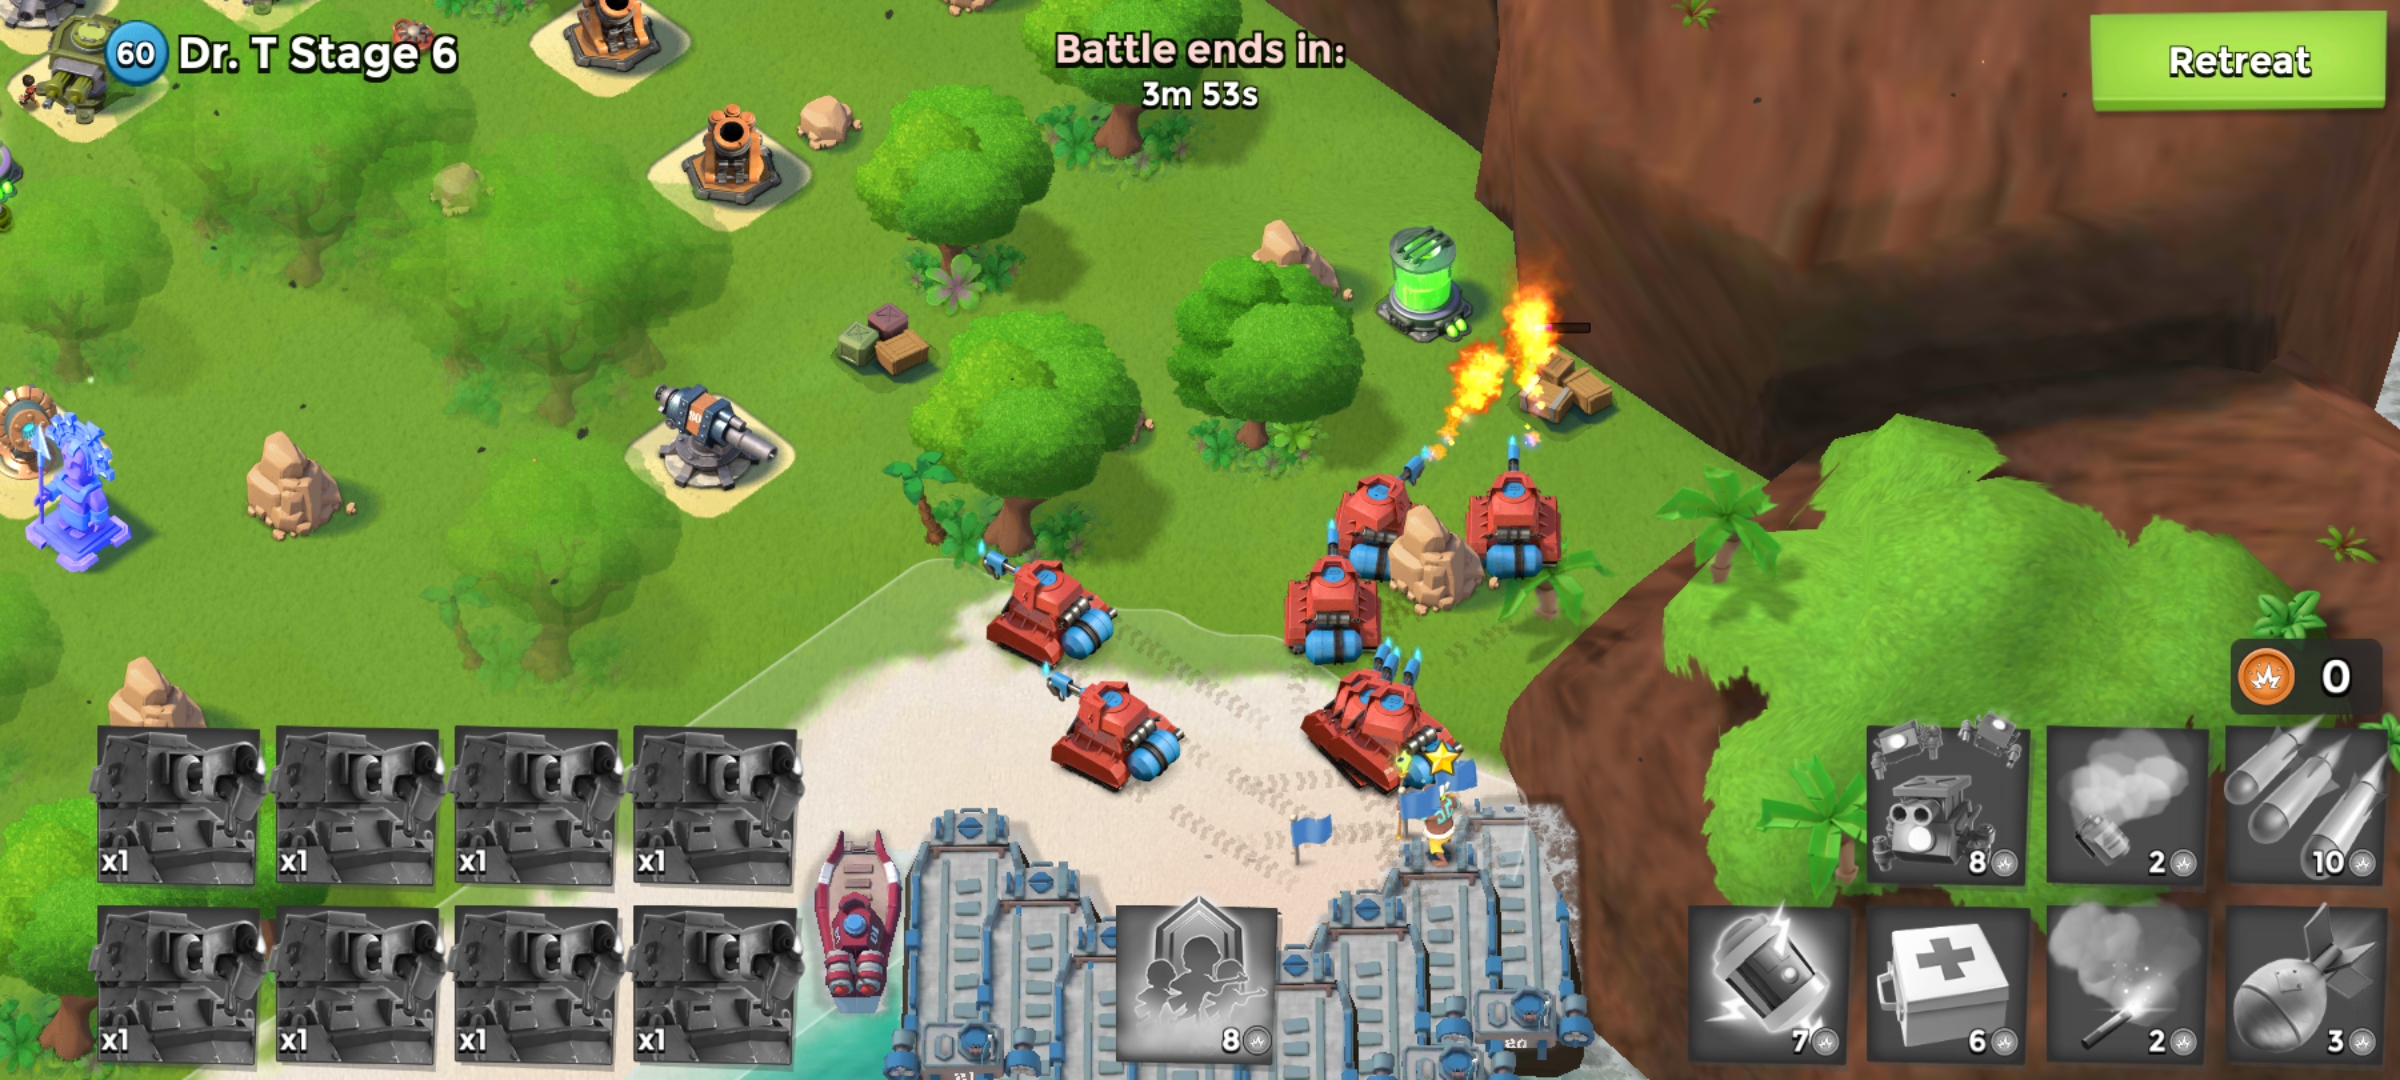 60 Dr. T Stage 6
Battle ends in:
3m 53s
Retreat
0
x1 x1 x1 x1
8 2 10
x1 x1 x1 x1
8
7 6 2 3